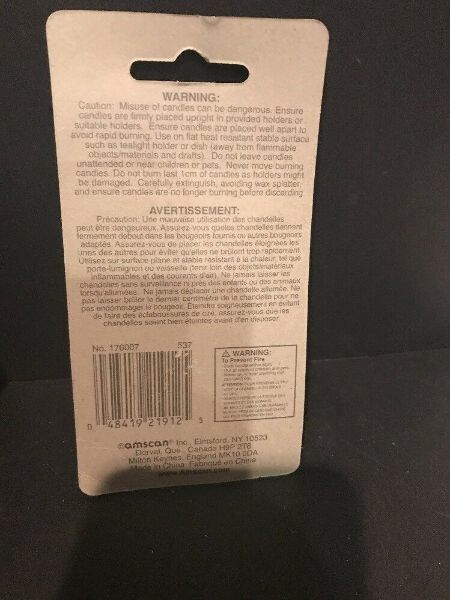 WARNING:
Caution: Misuse of candles can be dangerous. Ensure
candles are firmly placed upright in provided holders or
suitable holders. Ensure candles are placed well apart to
avoid rapid burning. Use on flat heat resistant stable surface
such as tealight holder or dish (away from flammable
objects/materials and drafts). Do not leave candles
unattended or near children or pets. Never move burning
candles. Do not burn last 1cm of candles as holders might
be damaged. Carefully extinguish, avoiding wax splatter
and ensure candles are no longer burning before discarding
AVERTISSEMENT:
Précaution: Une mauvaise utilisation des chandelles
peut être dangeureux. Assurez-vous que les chandelles tiennent
fermement debout dans les bougeoirs fournis ou autres bougeoirs
adaptés. Assurez-vous de placer les chandelles éloignées les
unes des autres pour éviter qu'elles ne brûlent trop rapidement.
Utilisez sur surface plane et stable résistant à la chaleur, tel que
porte-lumignon ou vaisselle (tenir loin des objets/matériaux
inflammables et des courants d'air). Ne jamais laisser les
chandelles sans surveillance ni près des enfants ou des animaux
lorsqu'allumées. Ne jamais déplacer une chandelle allumée. Ne
pas laisser brûler le dernier centimètre de la chandelle pour ne
pas endommager le bougeoir. Éteindre soigneusement en évitant
de faire des éclaboussures de cire, assurez-vous que les
chandelles soient bien éteintes avant d'en disposer.
No. 176007 537
0 48419 21912 5
⚠ WARNING:
To Prevent Fire
©amscan® Inc., Elmsford, NY 10523
Dorval, Que., Canada H9P 2T8
Milton Keynes, England MK10 0DA
Made in China Fabriqué en Chine
www.Amscan.com